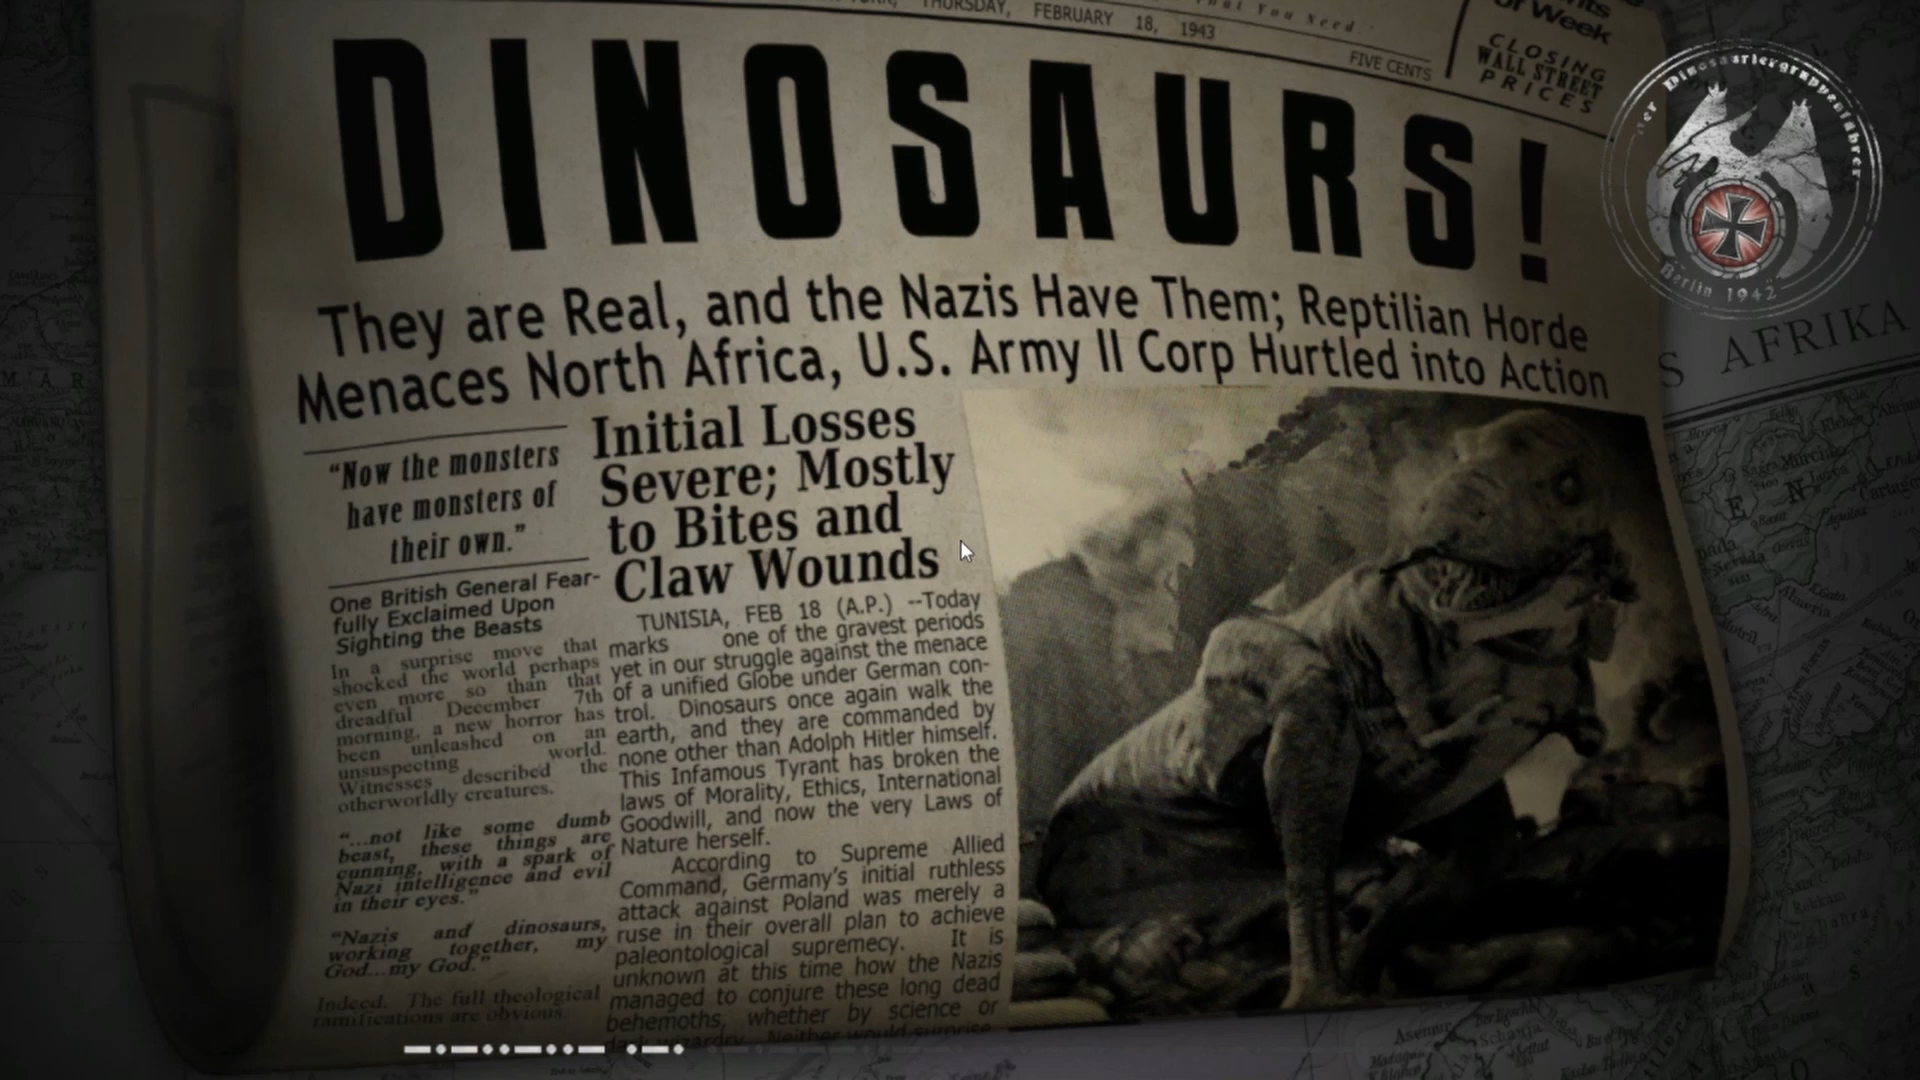 THURSDAY, FEBRUARY 18, 1943
That You Need
FIVE CENTS
of Week
CLOSING
WALL STREET
PRICES
DINOSAURS!
They are Real, and the Nazis Have Them; Reptilian Horde
Menaces North Africa, U.S. Army II Corp Hurtled into Action
"Now the monsters
have monsters of
their own."
One British General Fear-
fully Exclaimed Upon
Sighting the Beasts
In a surprise move that
shocked the world perhaps
even more so than that
dreadful December 7th
morning, a new horror has
been unleashed on an
unsuspecting world.
Witnesses described the
otherworldly creatures.
"...not like some dumb
beast, these things are
cunning, with a spark of
Nazi intelligence and evil
in their eyes."
"Nazis and dinosaurs,
working together, my
God...my God."
Indeed. The full theological
ramifications are obvious.
Initial Losses
Severe; Mostly
to Bites and
Claw Wounds
TUNISIA, FEB 18 (A.P.) --Today
marks one of the gravest periods
yet in our struggle against the menace
of a unified Globe under German con-
trol. Dinosaurs once again walk the
earth, and they are commanded by
none other than Adolph Hitler himself.
This Infamous Tyrant has broken the
laws of Morality, Ethics, International
Goodwill, and now the very Laws of
Nature herself.
According to Supreme Allied
Command, Germany's initial ruthless
attack against Poland was merely a
ruse in their overall plan to achieve
paleontological supremecy. It is
unknown at this time how the Nazis
managed to conjure these long dead
behemoths, whether by science or
dark wizardry. Neither would surprise
der Dinosauriergruppenführer
Berlin 1942
S AFRIKA